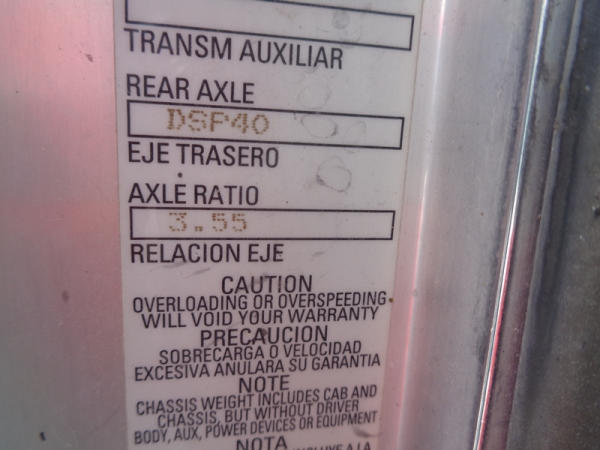 TRANSM AUXILIAR
REAR AXLE
DSP40
EJE TRASERO
AXLE RATIO
3.55
RELACION EJE
CAUTION
OVERLOADING OR OVERSPEEDING
WILL VOID YOUR WARRANTY
PRECAUCION
SOBRECARGA O VELOCIDAD
EXCESIVA ANULARA SU GARANTIA
NOTE
CHASSIS WEIGHT INCLUDES CAB AND
CHASSIS, BUT WITHOUT DRIVER
BODY, AUX, POWER DEVICES OR EQUIPMENT
NOTA